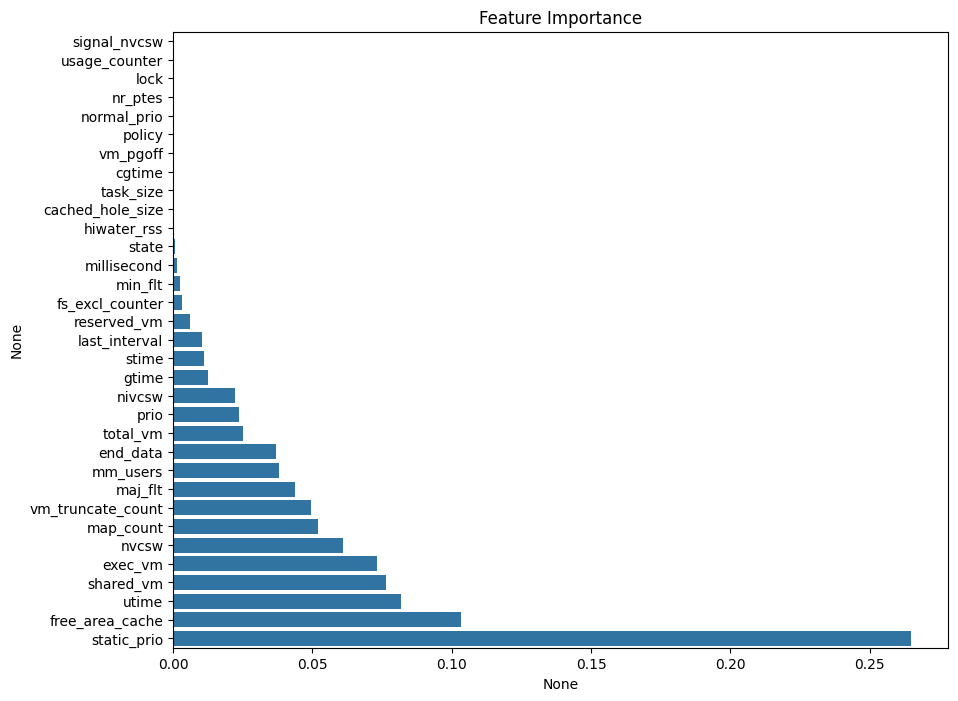 Feature Importance
signal_nvcsw
usage_counter
lock
nr_ptes
normal_prio
policy
vm_pgoff
cgtime
task_size
cached_hole_size
hiwater_rss
state
millisecond
min_flt
fs_excl_counter
reserved_vm
last_interval
stime
gtime
nivcsw
prio
total_vm
end_data
mm_users
maj_flt
vm_truncate_count
map_count
nvcsw
exec_vm
shared_vm
utime
free_area_cache
static_prio
None
0.00 0.05 0.10 0.15 0.20 0.25
None